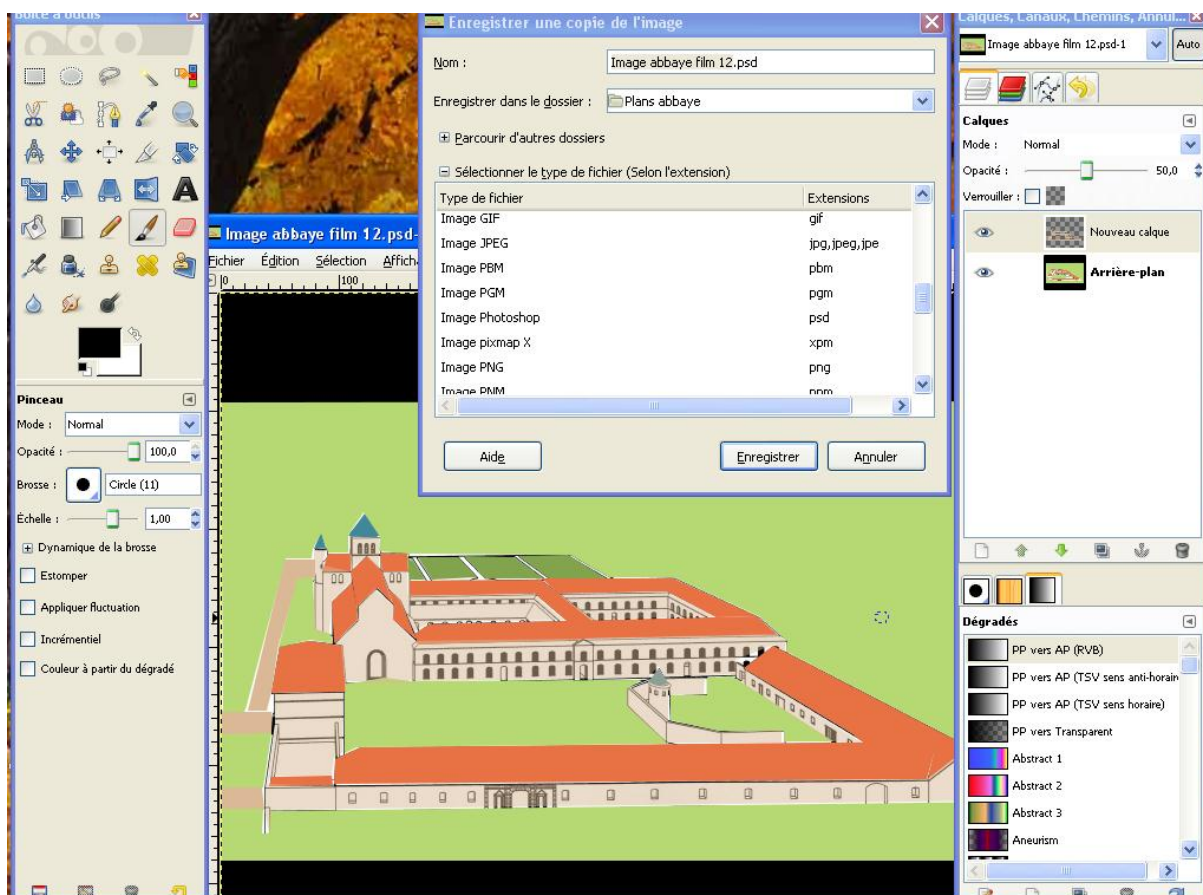 Boîte à outils
Pinceau
Mode : Normal
Opacité : 100,0
Brosse : Circle (11)
Échelle : 1,00
Dynamique de la brosse
Estomper
Appliquer fluctuation
Incrémentiel
Couleur à partir du dégradé
Image abbaye film 12.psd-
Fichier Édition Sélection Affich
0 100
Enregistrer une copie de l'image
Nom : Image abbaye film 12.psd
Enregistrer dans le dossier : Plans abbaye
Parcourir d'autres dossiers
Sélectionner le type de fichier (Selon l'extension)
Type de fichier Extensions
Image GIF gif
Image JPEG jpg,jpeg,jpe
Image PBM pbm
Image PGM pgm
Image Photoshop psd
Image pixmap X xpm
Image PNG png
Image PNM pnm
Aide Enregistrer Annuler
Calques, Canaux, Chemins, Annul...
Image abbaye film 12.psd-1 Auto
Calques
Mode : Normal
Opacité : 50,0
Verrouiller :
Nouveau calque
Arrière-plan
Dégradés
PP vers AP (RVB)
PP vers AP (TSV sens anti-horair
PP vers AP (TSV sens horaire)
PP vers Transparent
Abstract 1
Abstract 2
Abstract 3
Aneurism